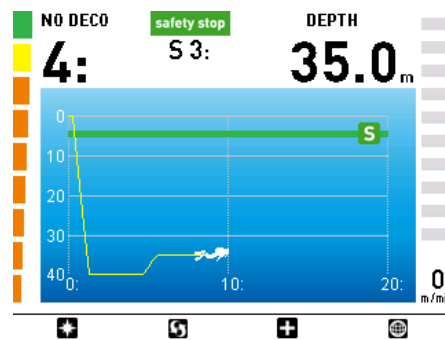 NO DECO
safety stop
DEPTH
4:
S 3:
35.0m
0
S
10
20
30
40
0:
10:
20:
0
m/mi